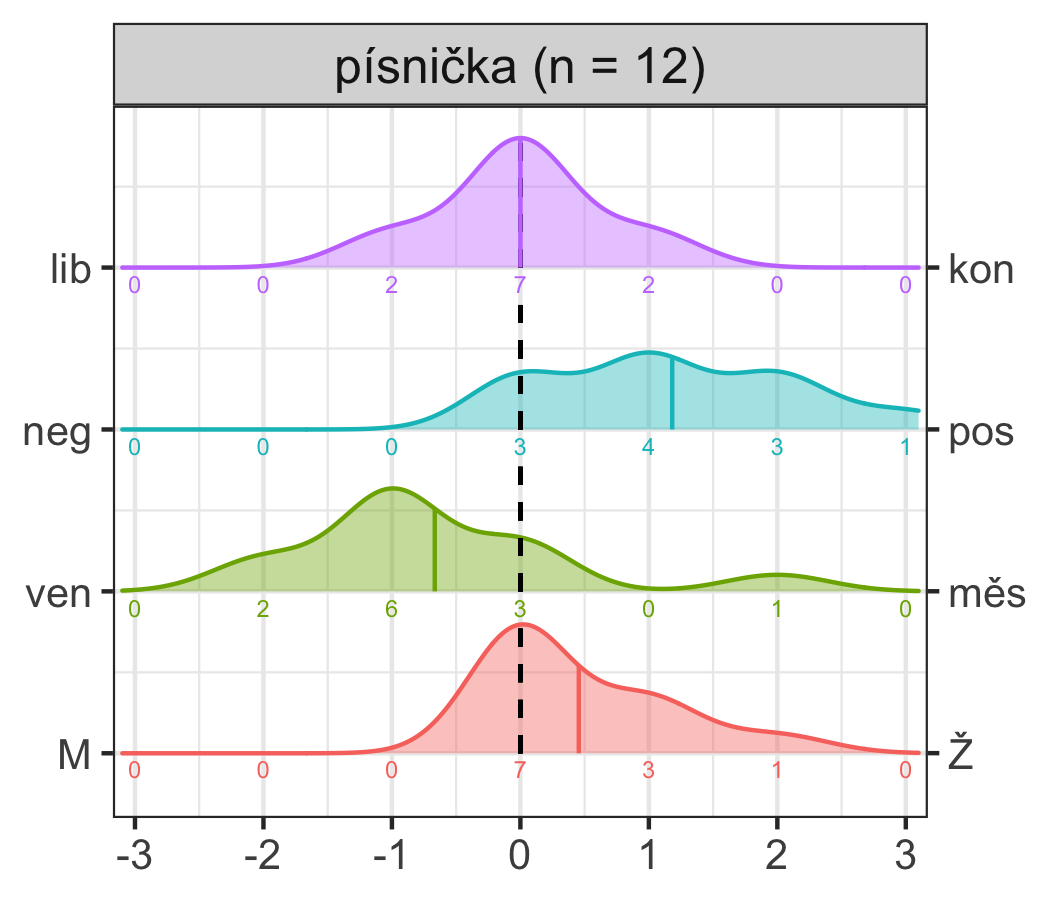 písnička (n = 12)
lib kon
0 0 2 7 2 0 0
neg pos
0 0 0 3 4 3 1
ven měs
0 2 6 3 0 1 0
M Ž
0 0 0 7 3 1 0
-3 -2 -1 0 1 2 3